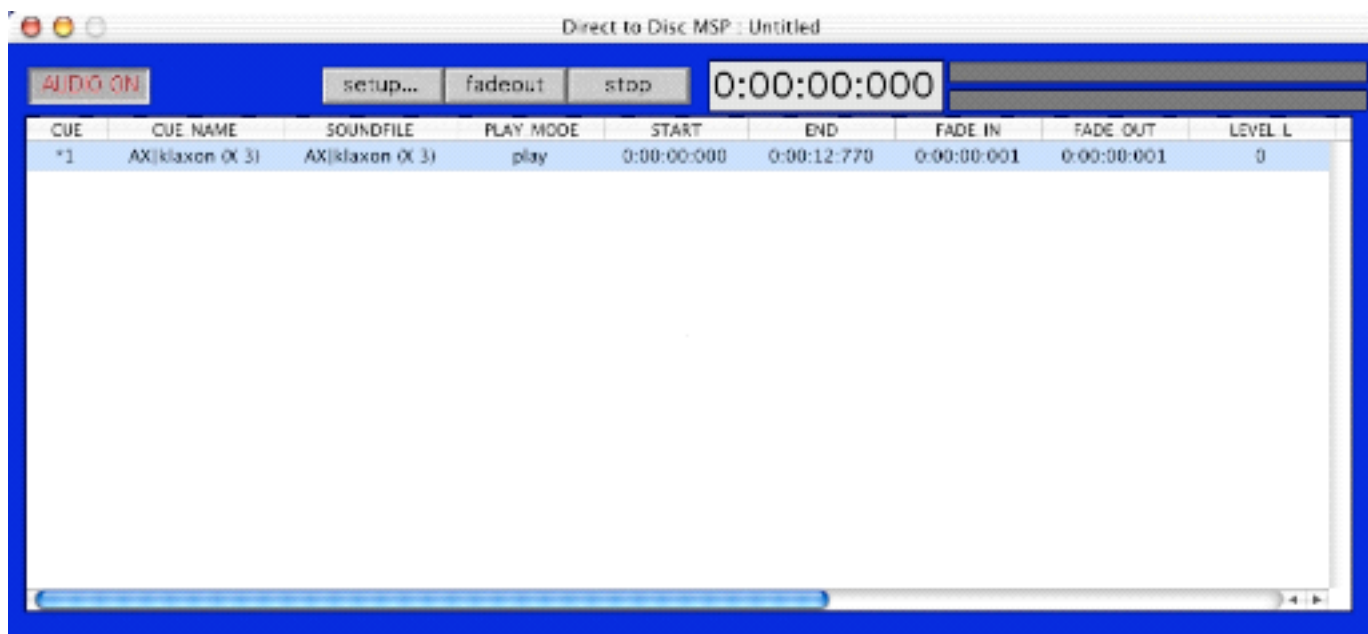 Direct to Disc MSP : Untitled
AUDIO ON setup... fadeout stop 0:00:00:000
CUE CUE NAME SOUNDFILE PLAY MODE START END FADE IN FADE OUT LEVEL L
*1 AX|klaxon (X 3) AX|klaxon (X 3) play 0:00:00:000 0:00:12:770 0:00:00:001 0:00:00:001 0